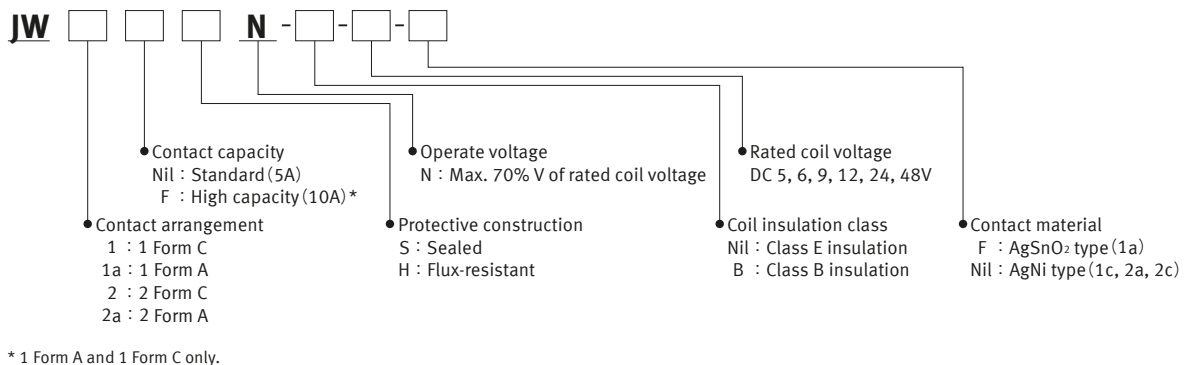 JW N - - -
Contact capacity
Nil : Standard (5A)
F : High capacity (10A) *
Operate voltage
N : Max. 70% V of rated coil voltage
Rated coil voltage
DC 5, 6, 9, 12, 24, 48V
Contact arrangement
1 : 1 Form C
1a : 1 Form A
2 : 2 Form C
2a : 2 Form A
Protective construction
S : Sealed
H : Flux-resistant
Coil insulation class
Nil : Class E insulation
B : Class B insulation
Contact material
F : AgSnO₂ type (1a)
Nil : AgNi type (1c, 2a, 2c)
* 1 Form A and 1 Form C only.